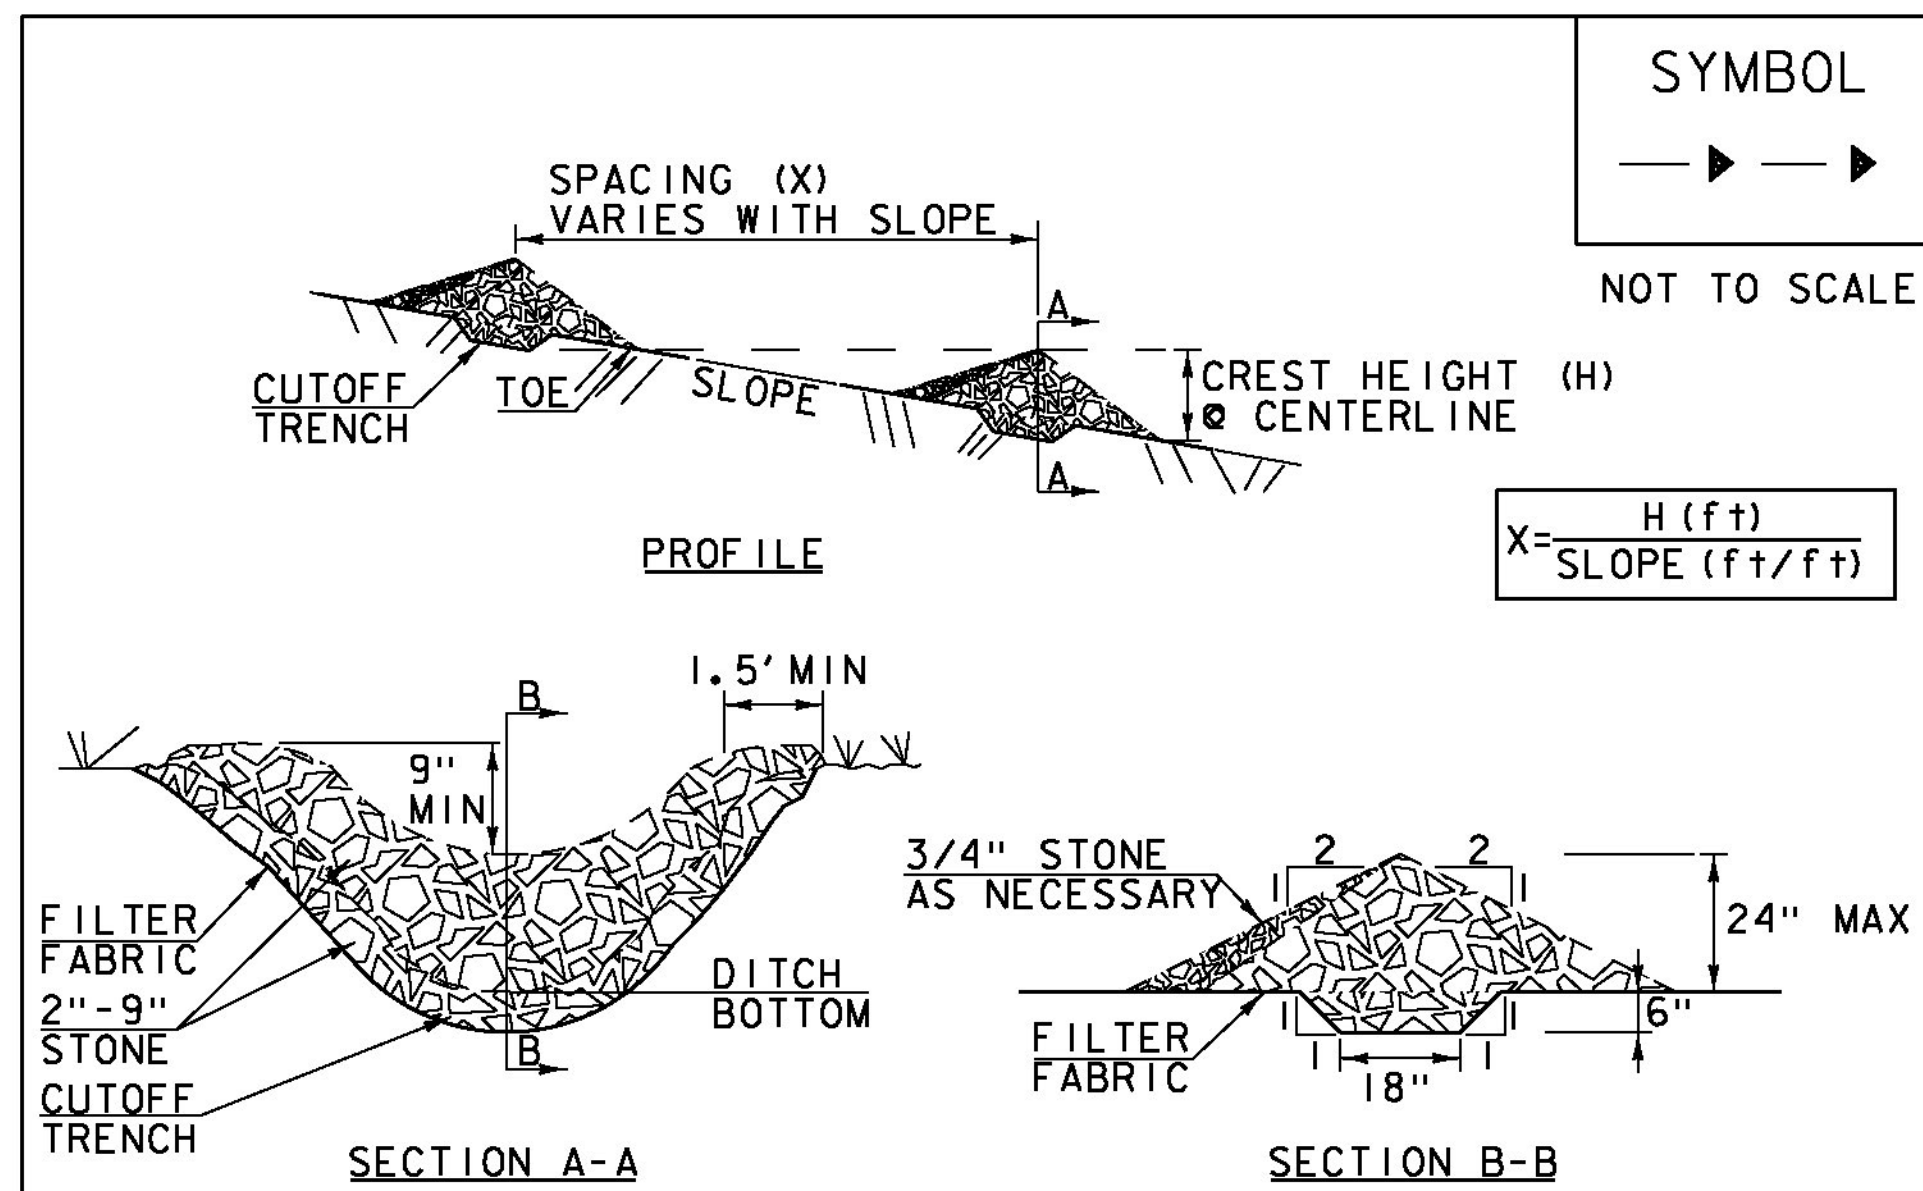 SYMBOL
NOT TO SCALE
SPACING (X)
VARIES WITH SLOPE
A
CUTOFF
TRENCH
TOE
SLOPE
CREST HEIGHT (H)
@ CENTERLINE
A
PROFILE
X=H(ft)
SLOPE(ft/ft)
1.5' MIN
B
9"
MIN
FILTER
FABRIC
2"-9"
STONE
CUTOFF
TRENCH
DITCH
BOTTOM
B
SECTION A-A
3/4" STONE
AS NECESSARY
2
2
1
1
24" MAX
6"
FILTER
FABRIC
1
1
1
1
18"
SECTION B-B